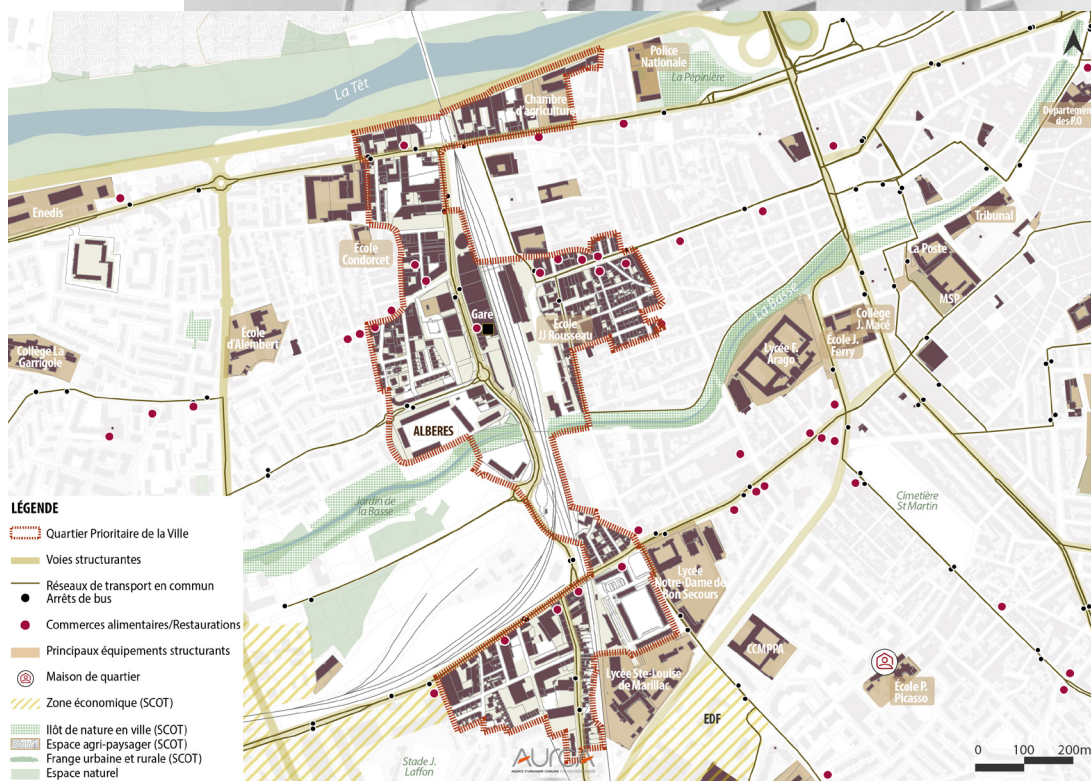 La Têt
Police
Nationale
La Pépinière
Chambre
d'agriculture
Département
des P.O
Enedis
École
Condorcet
Tribunal
La Poste
MSP
La Basse
Gare
École
JJ Rousseau
Collège
J. Macé
École J.
Ferry
Lycée F.
Arago
École
d'Alembert
Collège La
Garrigole
ALBERES
Jardin de
la Basse
Cimetière
St Martin
Lycée
Notre-Dame de
Bon Secours
CCMPPA
Lycée Ste-Louise
de Marillac
École P.
Picasso
EDF
Stade J.
Laffon
AURCA
LÉGENDE
Quartier Prioritaire de la Ville
Voies structurantes
Réseaux de transport en commun
Arrêts de bus
Commerces alimentaires/Restaurations
Principaux équipements structurants
Maison de quartier
Zone économique (SCOT)
Ilôt de nature en ville (SCOT)
Espace agri-paysager (SCOT)
Frange urbaine et rurale (SCOT)
Espace naturel
0 100 200m